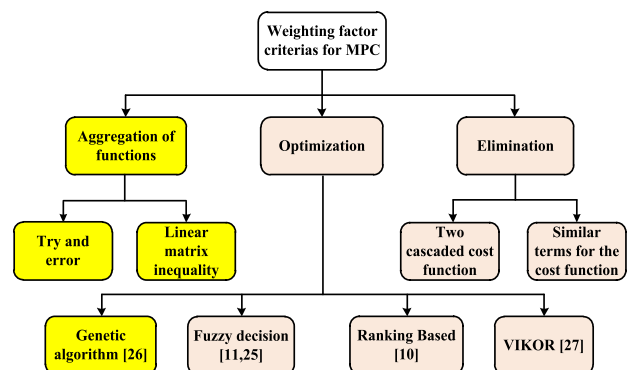 Weighting factor
criterias for MPC
Aggregation of
functions
Optimization
Elimination
Try and
error
Linear
matrix
inequality
Two
cascaded cost
function
Similar
terms for the
cost function
Genetic
algorithm [26]
Fuzzy decision
[11,25]
Ranking Based
[10]
VIKOR [27]